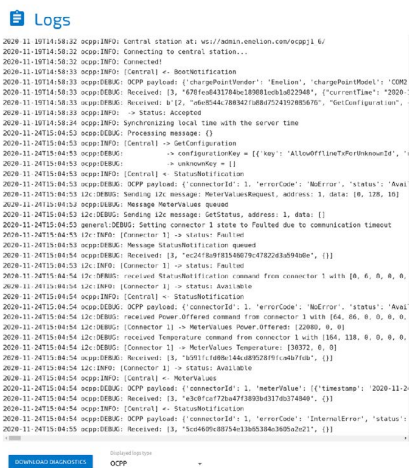 Logs
2020-11-19T14:58:32 ocpp:INFO: Central station at: ws://admin.enelion.com/ocppj1 6/
2020-11-19T14:58:32 ocpp:INFO: Connecting to central station...
2020-11-19T14:58:32 ocpp:INFO: Connected!
2020-11-19T14:58:33 ocpp:INFO: [Central] <- BootNotification
2020-11-19T14:58:33 ocpp:DEBUG: OCPP payload: {'chargePointVendor': 'Enelion', 'chargePointModel': 'COM2
2020-11-19T14:58:33 ocpp:DEBUG: Received: [3, "currentTime": "2020-1
2020-11-19T14:58:33 ocpp:DEBUG: Received: b'[2, "GetConfiguration",
2020-11-19T14:58:33 ocpp:INFO: -> Status: Accepted
2020-11-19T14:58:34 ocpp:INFO: Synchronizing local time with the server time
2020-11-24T15:04:53 ocpp:DEBUG: Processing message: {}
2020-11-24T15:04:53 ocpp:INFO: [Central] -> GetConfiguration
2020-11-24T15:04:53 ocpp:DEBUG: -> configurationKey = [{'key': 'AllowOfflineTxForUnknownId',
2020-11-24T15:04:53 ocpp:DEBUG: -> unknownKey = []
2020-11-24T15:04:53 ocpp:INFO: [Central] <- StatusNotification
2020-11-24T15:04:53 ocpp:DEBUG: OCPP payload: {'connectorId': 1, 'errorCode': 'NoError', 'status': 'Avai
2020-11-24T15:04:53 i2c:DEBUG: Sending i2c message: MeterValuesRequest, address: 1, data: [0, 128, 16]
2020-11-24T15:04:53 ocpp:DEBUG: Message MeterValues queued
2020-11-24T15:04:53 i2c:DEBUG: Sending i2c message: GetStatus, address: 1, data: []
2020-11-24T15:04:53 general:DEBUG: Setting connector 1 state to Faulted due to communication timeout
2020-11-24T15:04:53 i2c:INFO: [Connector 1] -> status: Faulted
2020-11-24T15:04:53 ocpp:DEBUG: Message StatusNotification queued
2020-11-24T15:04:53 ocpp:DEBUG: Received: [3, {}]
2020-11-24T15:04:53 i2c:INFO: [Connector 1] -> status: Faulted
2020-11-24T15:04:54 i2c:DEBUG: received StatusNotification command from connector 1 with [0, 6, 0, 0, 0,
2020-11-24T15:04:54 i2c:INFO: [Connector 1] -> status: Available
2020-11-24T15:04:54 ocpp:INFO: [Central] <- StatusNotification
2020-11-24T15:04:54 ocpp:DEBUG: OCPP payload: {'connectorId': 1, 'errorCode': 'NoError', 'status': 'Avai
2020-11-24T15:04:54 i2c:DEBUG: received Power.Offered command from connector 1 with [64, 86, 0, 0, 0, 0,
2020-11-24T15:04:54 i2c:DEBUG: [Connector 1] -> MeterValues Power.Offered: [22080, 0, 0]
2020-11-24T15:04:54 i2c:DEBUG: received Temperature command from connector 1 with [164, 118, 0, 0, 0, 0,
2020-11-24T15:04:54 i2c:DEBUG: [Connector 1] -> MeterValues Temperature: [30372, 0, 0]
2020-11-24T15:04:54 ocpp:DEBUG: Received: [3, {}]
2020-11-24T15:04:54 i2c:INFO: [Connector 1] -> status: Available
2020-11-24T15:04:54 ocpp:INFO: [Central] <- MeterValues
2020-11-24T15:04:54 ocpp:DEBUG: OCPP payload: {'connectorId': 1, 'meterValue': [{'timestamp': '2020-11-2
2020-11-24T15:04:54 ocpp:DEBUG: Received: [3, {}]
2020-11-24T15:04:55 ocpp:INFO: [Central] <- StatusNotification
2020-11-24T15:04:55 ocpp:DEBUG: OCPP payload: {'connectorId': 1, 'errorCode': 'InternalError', 'status':
2020-11-24T15:04:55 ocpp:DEBUG: Received: [3, {}]
Displayed logs type
DOWNLOAD DIAGNOSTICS
OCPP